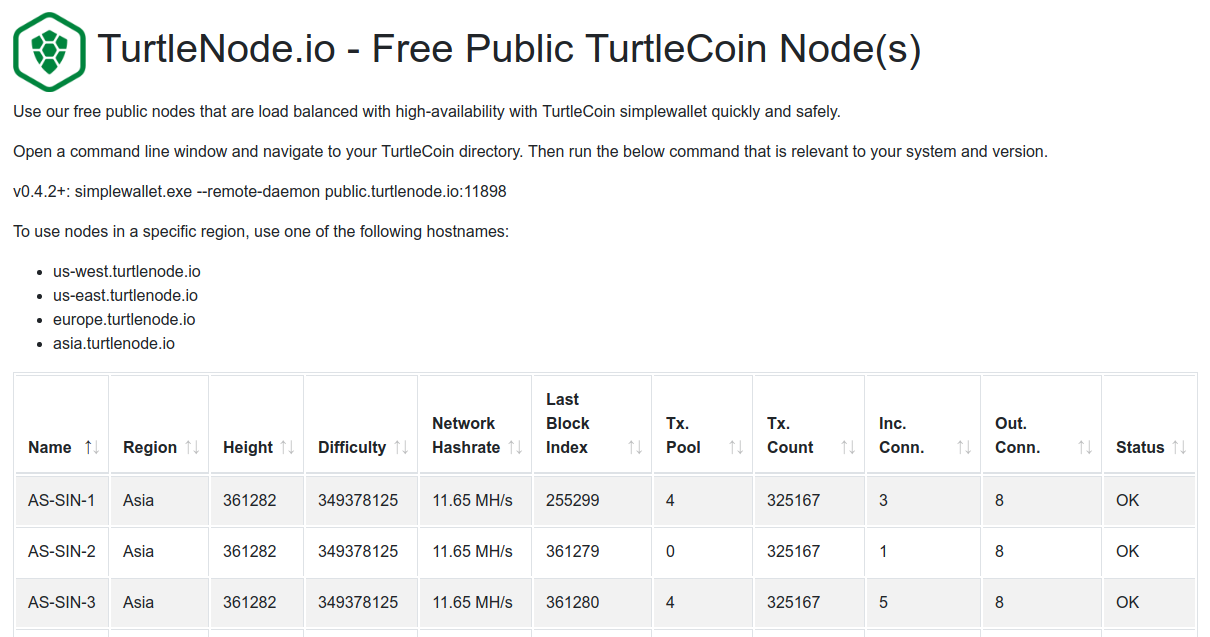 TurtleNode.io - Free Public TurtleCoin Node(s)
Use our free public nodes that are load balanced with high-availability with TurtleCoin simplewallet quickly and safely.
Open a command line window and navigate to your TurtleCoin directory. Then run the below command that is relevant to your system and version.
v0.4.2+: simplewallet.exe --remote-daemon public.turtlenode.io:11898
To use nodes in a specific region, use one of the following hostnames:
us-west.turtlenode.io
us-east.turtlenode.io
europe.turtlenode.io
asia.turtlenode.io
Name Region Height Difficulty Network Hashrate Last Block Index Tx. Pool Tx. Count Inc. Conn. Out. Conn. Status
AS-SIN-1 Asia 361282 349378125 11.65 MH/s 255299 4 325167 3 8 OK
AS-SIN-2 Asia 361282 349378125 11.65 MH/s 361279 0 325167 1 8 OK
AS-SIN-3 Asia 361282 349378125 11.65 MH/s 361280 4 325167 5 8 OK